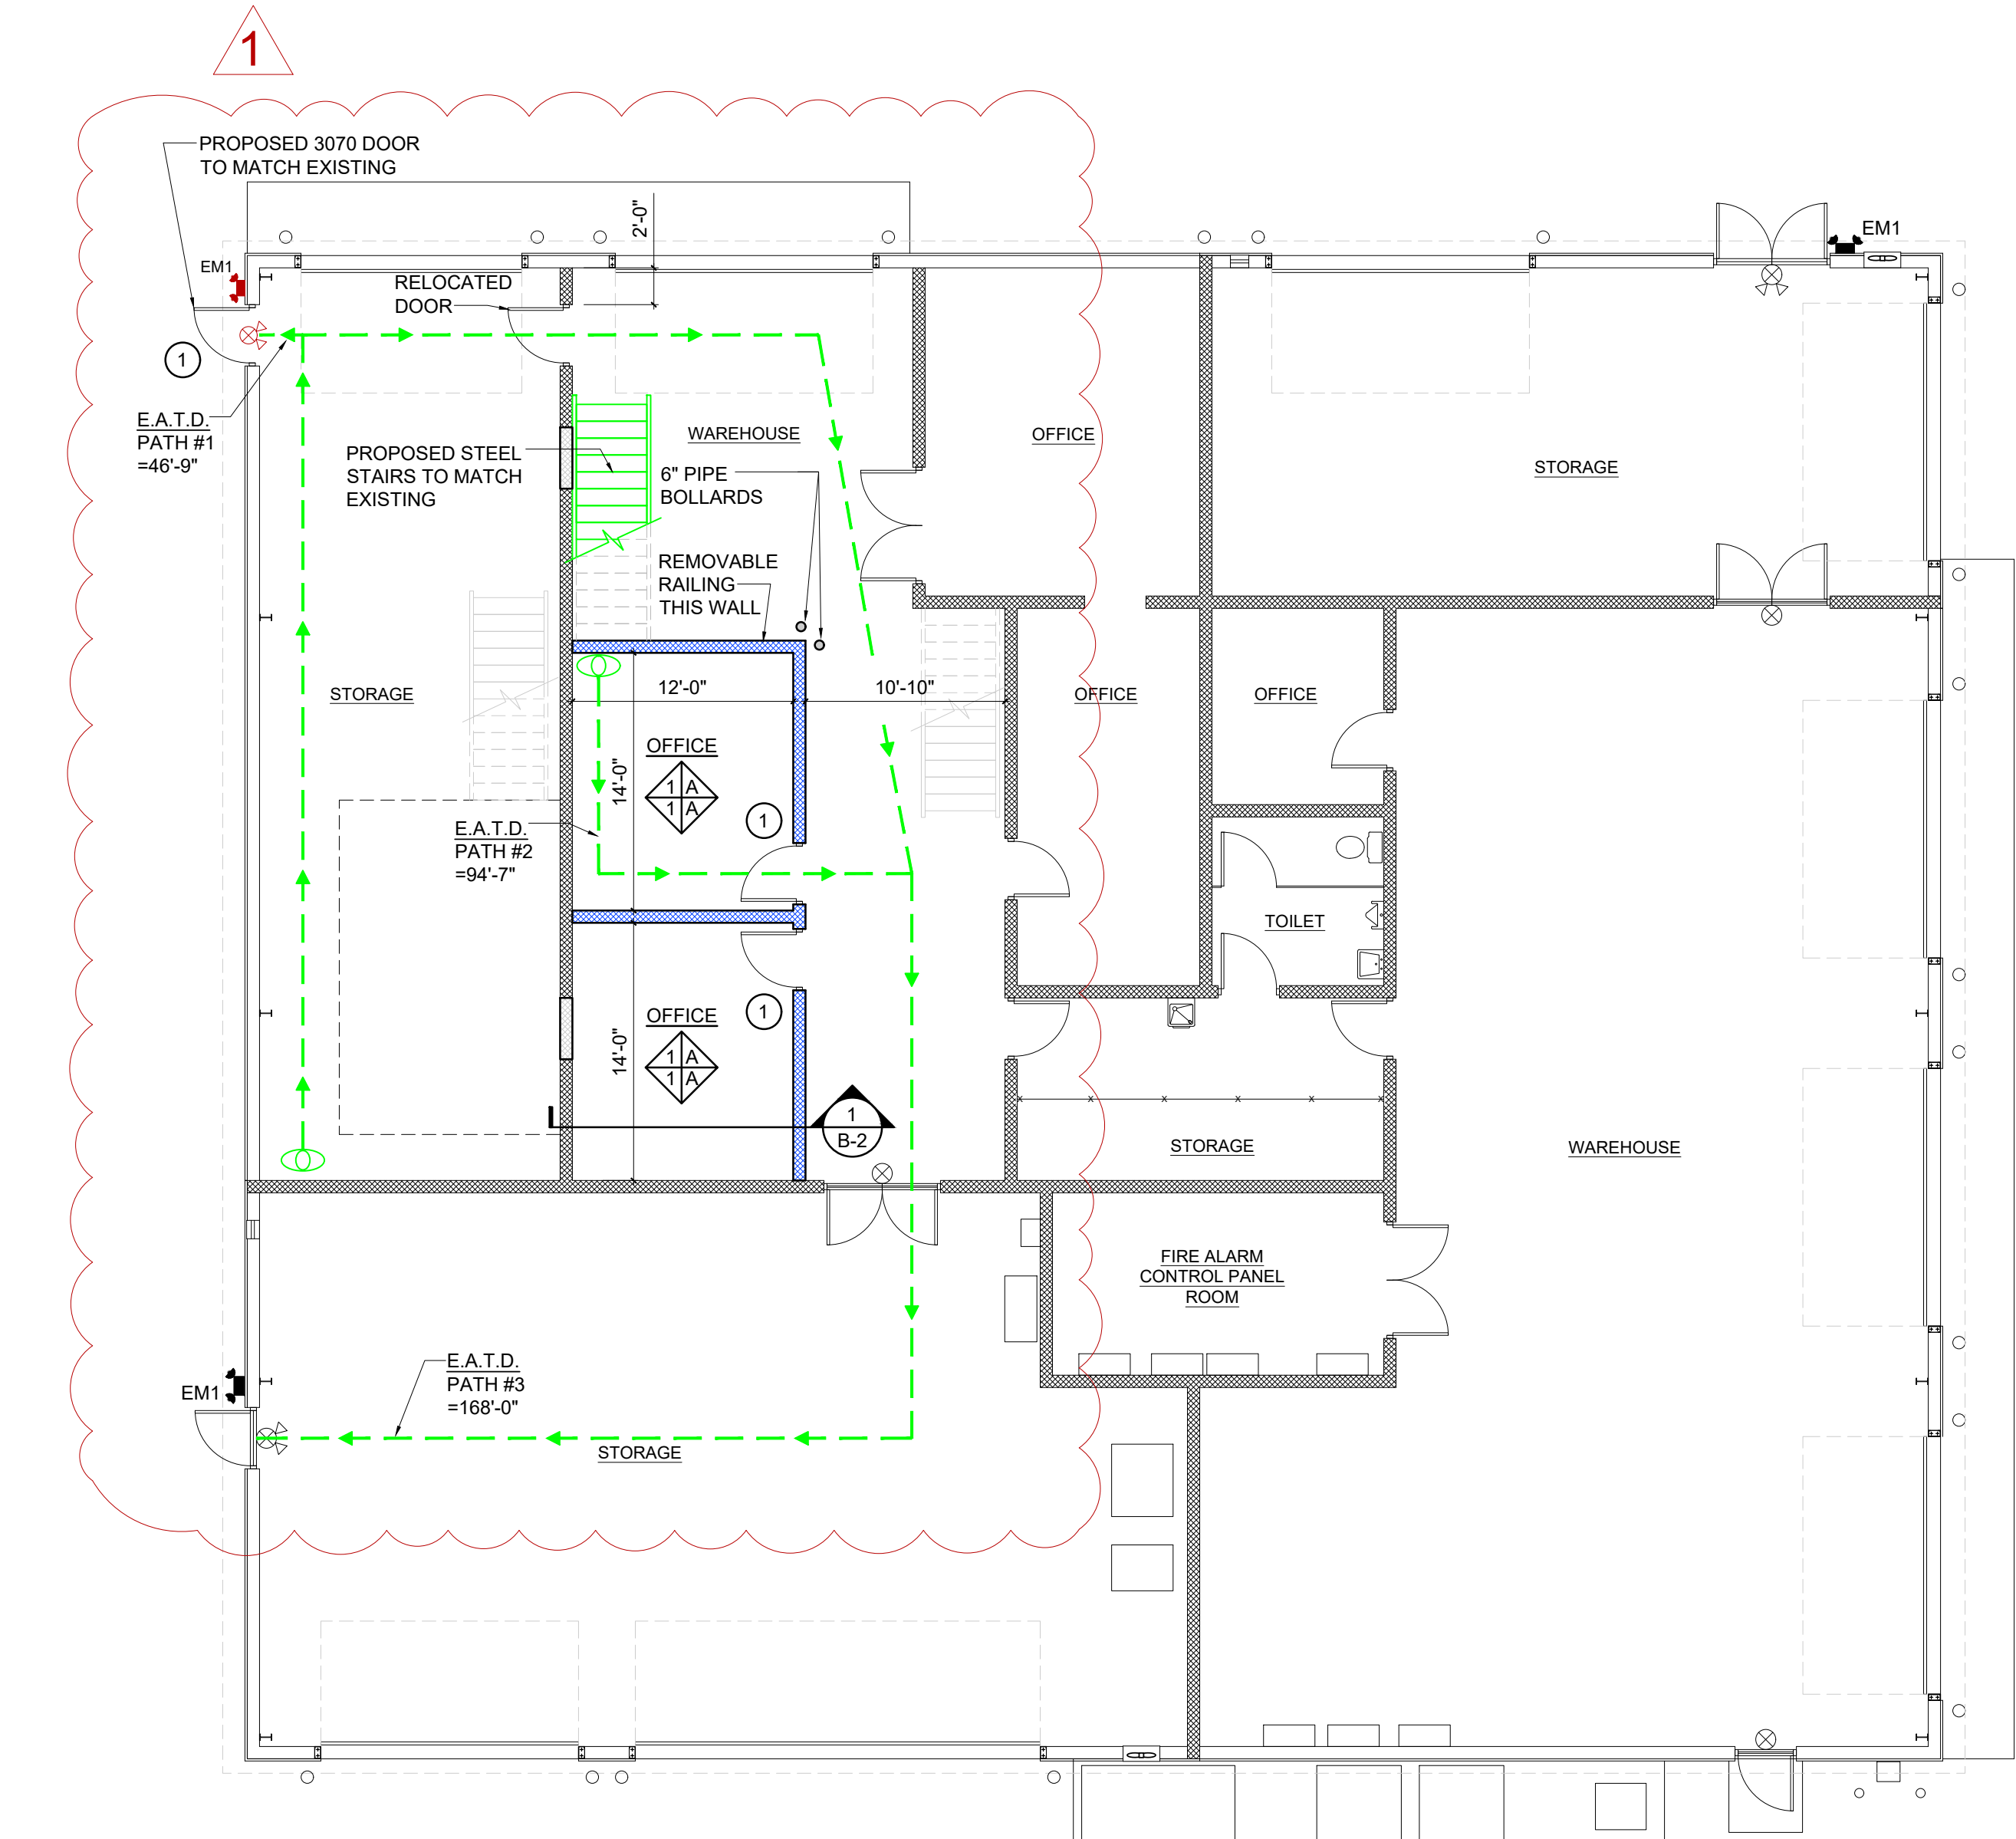 1
PROPOSED 3070 DOOR
TO MATCH EXISTING
2'-0"
EM1
EM1
RELOCATED
DOOR
1
E.A.T.D.
PATH #1
=46'-9"
PROPOSED STEEL
STAIRS TO MATCH
EXISTING
WAREHOUSE
6" PIPE
BOLLARDS
OFFICE
STORAGE
REMOVABLE
RAILING
THIS WALL
STORAGE
12'-0"
10'-10"
OFFICE
OFFICE
OFFICE
1 A
1 A
14'-0"
1
E.A.T.D.
PATH #2
=94'-7"
TOILET
OFFICE
1 A
1 A
14'-0"
1
1
B-2
x x x x x x
STORAGE
WAREHOUSE
FIRE ALARM
CONTROL PANEL
ROOM
EM1
E.A.T.D.
PATH #3
=168'-0"
STORAGE